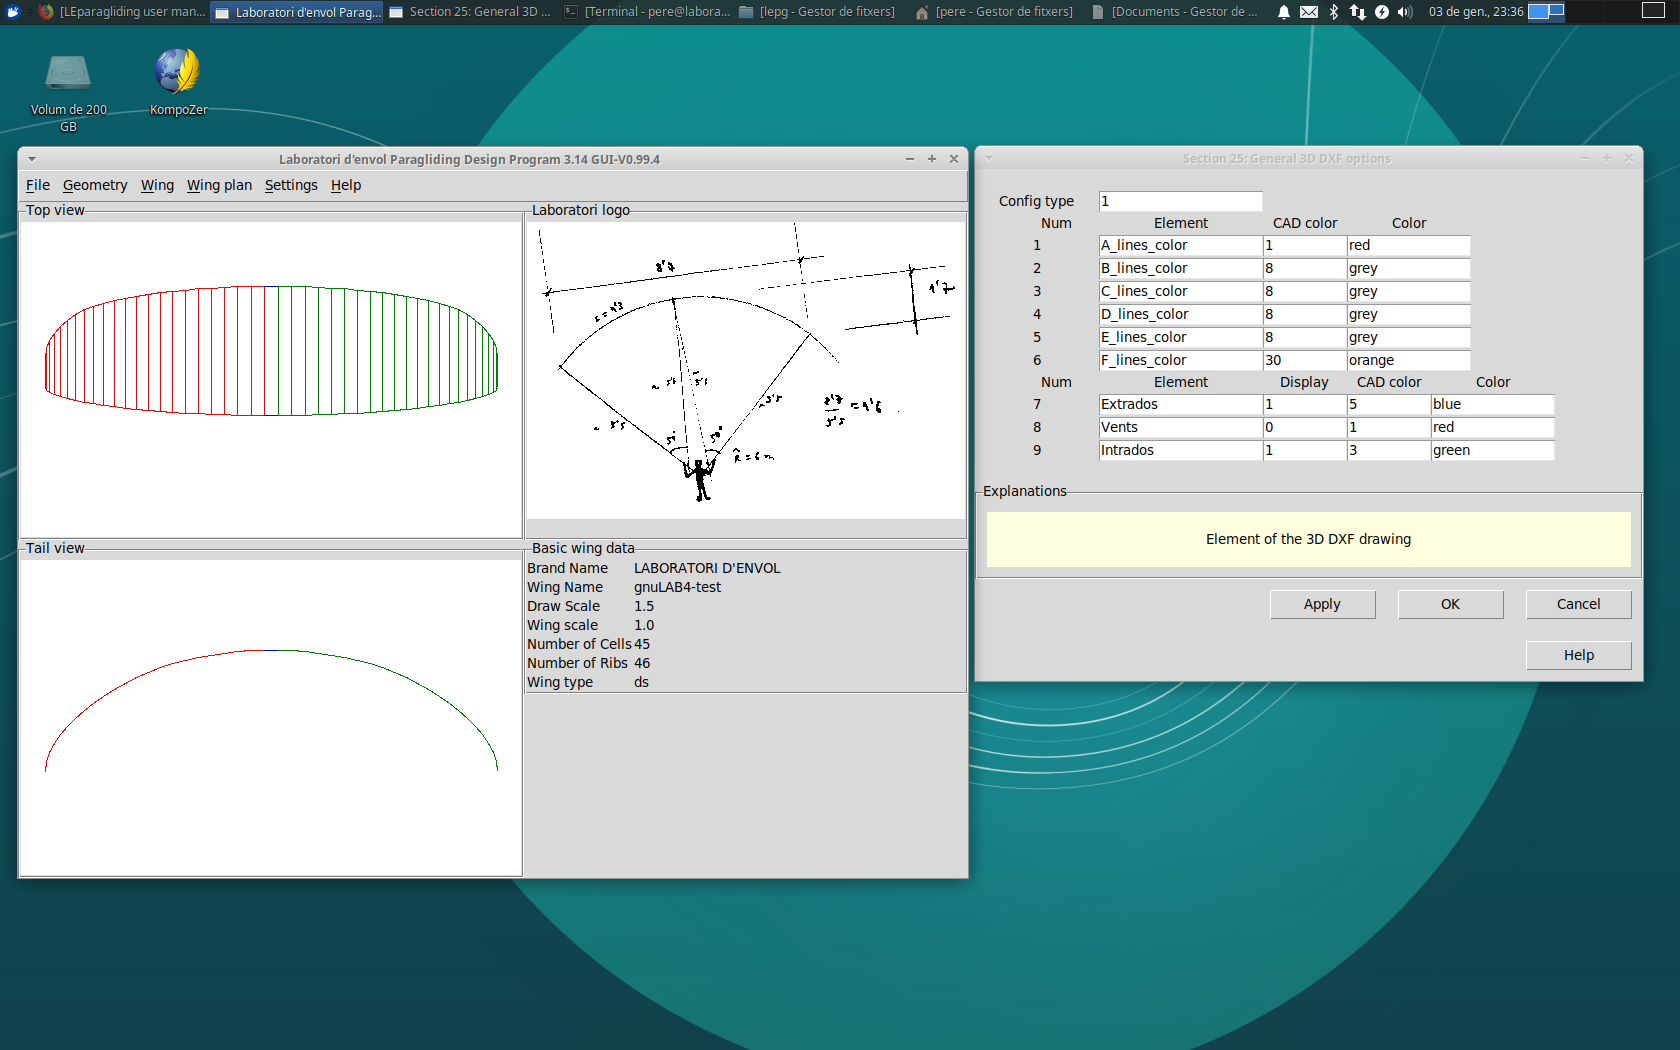 [LEparagliding user man...
Laboratori d'envol Parag...
Section 25: General 3D ...
[Terminal - pere@labora...
[lepg - Gestor de fitxers]
[pere - Gestor de fitxers]
[Documents - Gestor de ...
03 de gen., 23:36
Volum de 200
GB
KompoZer
Laboratori d'envol Paragliding Design Program 3.14 GUI-V0.99.4
File Geometry Wing Wing plan Settings Help
Top view
Laboratori logo
8'7
R = 6 m
Tail view
Basic wing data
Brand Name LABORATORI D'ENVOL
Wing Name gnuLAB4-test
Draw Scale 1.5
Wing scale 1.0
Number of Cells 45
Number of Ribs 46
Wing type ds
Section 25: General 3D DXF options
Config type 1
Num Element CAD color Color
1 A_lines_color 1 red
2 B_lines_color 8 grey
3 C_lines_color 8 grey
4 D_lines_color 8 grey
5 E_lines_color 8 grey
6 F_lines_color 30 orange
Num Element Display CAD color Color
7 Extrados 1 5 blue
8 Vents 0 1 red
9 Intrados 1 3 green
Explanations
Element of the 3D DXF drawing
Apply OK Cancel
Help